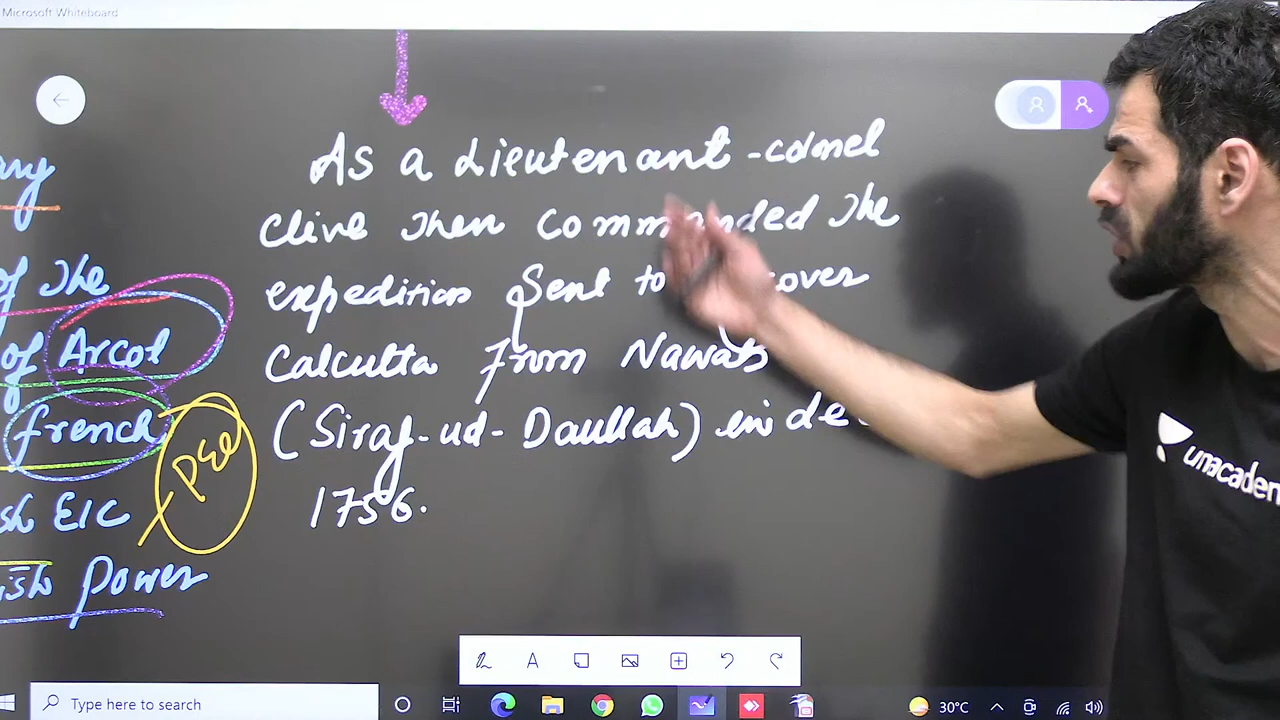 Microsoft Whiteboard
As a Lieutenant-colonel
Clive then commanded the
expedition sent to
Calcutta from Nawab
(Siraj-ud-Daullah) in de
1756.
of the
of Arcot
french
EIC
Power
Type here to search
30°C
unacaden